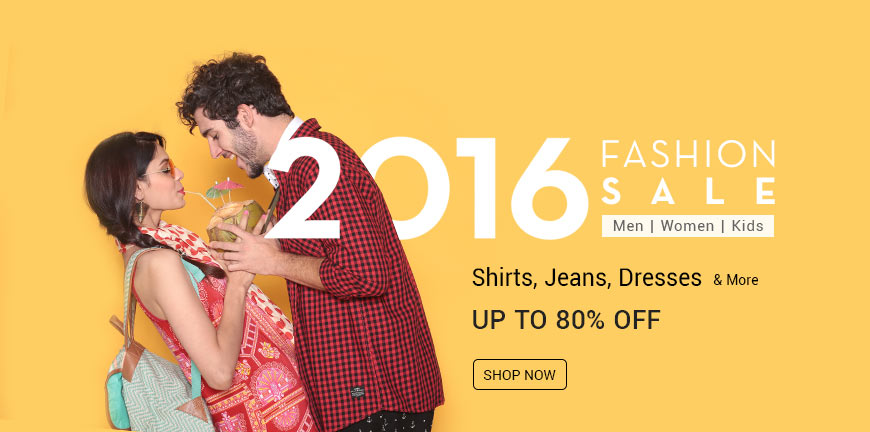 2016
FASHION
SALE
Men | Women | Kids
Shirts, Jeans, Dresses & More
UP TO 80% OFF
SHOP NOW